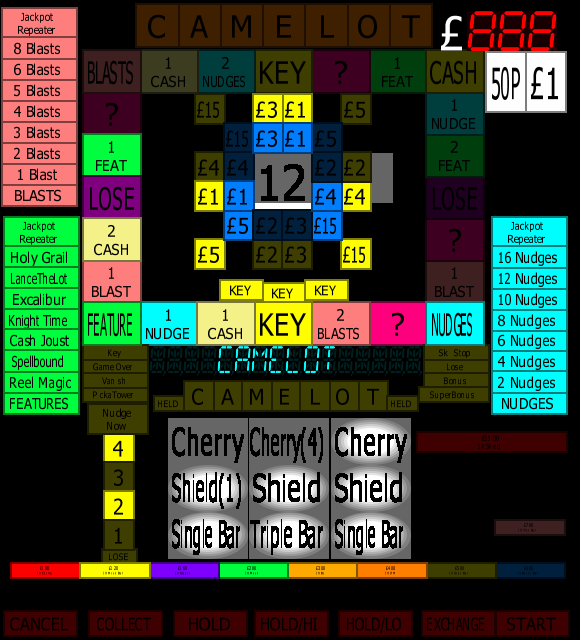 Jackpot
Repeater
8 Blasts
6 Blasts
5 Blasts
4 Blasts
3 Blasts
2 Blasts
1 Blast
BLASTS
C A M E L O T
£888
50P £1
BLASTS
1
CASH
2
NUDGES
KEY
?
1
FEAT
CASH
?
1
FEAT
LOSE
2
CASH
1
BLAST
1
NUDGE
2
FEAT
LOSE
?
1
BLAST
£15 £3 £1 £5
£15 £3 £1 £5
£4 £4 £2 £2
12
£1 £1 £4 £4
£5 £2 £3 £15
£5 £2 £3 £15
KEY KEY KEY
FEATURE
1
NUDGE
1
CASH
KEY
2
BLASTS
?
NUDGES
Jackpot
Repeater
Holy Grail
LanceTheLot
Excalibur
Knight Time
Cash Joust
Spellbound
Reel Magic
FEATURES
Jackpot
Repeater
16 Nudges
12 Nudges
10 Nudges
8 Nudges
6 Nudges
4 Nudges
2 Nudges
NUDGES
CAMELOT
Key
GameOver
Vanish
PickaTower
Sk Stop
Lose
Bonus
SuperBonus
HELD C A M E L O T HELD
Nudge
Now
4
3
2
1
LOSE
Cherry Cherry(4) Cherry
Shield(1) Shield Shield
Single Bar Triple Bar Single Bar
CANCEL COLLECT HOLD HOLD/HI HOLD/LO EXCHANGE START